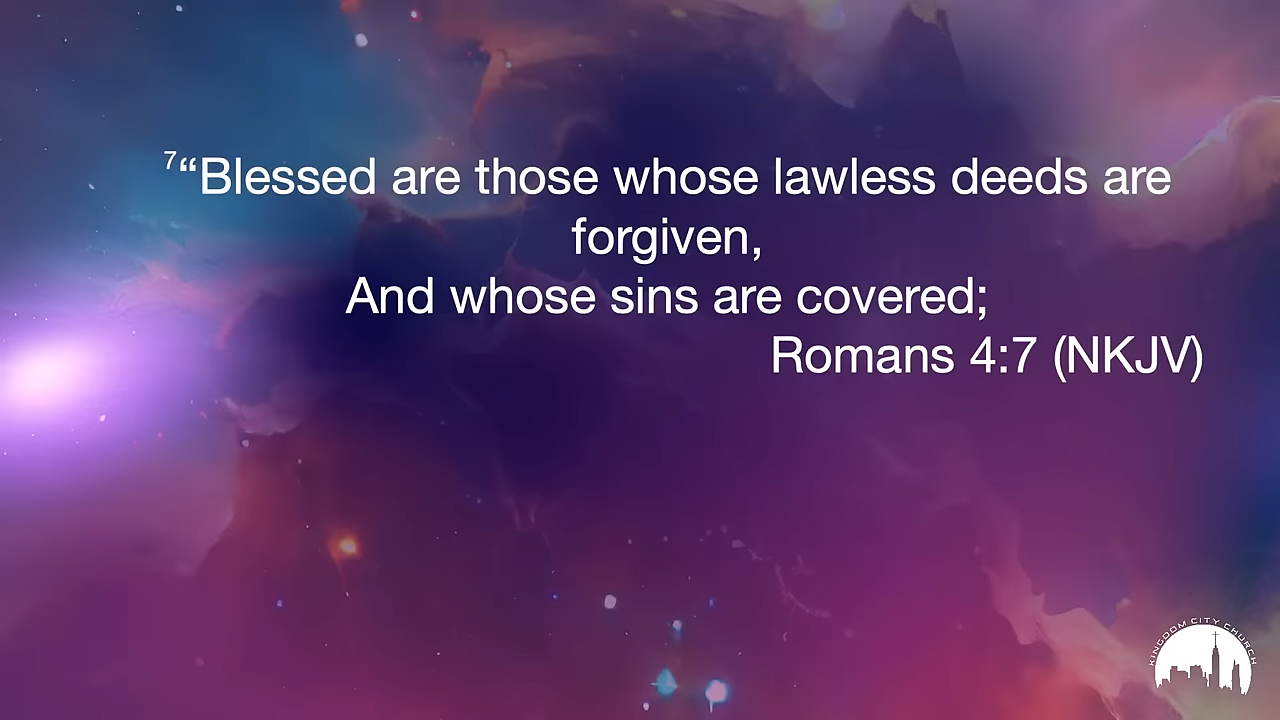 7“Blessed are those whose lawless deeds are
forgiven,
And whose sins are covered;
Romans 4:7 (NKJV)
KINGDOM CITY CHURCH